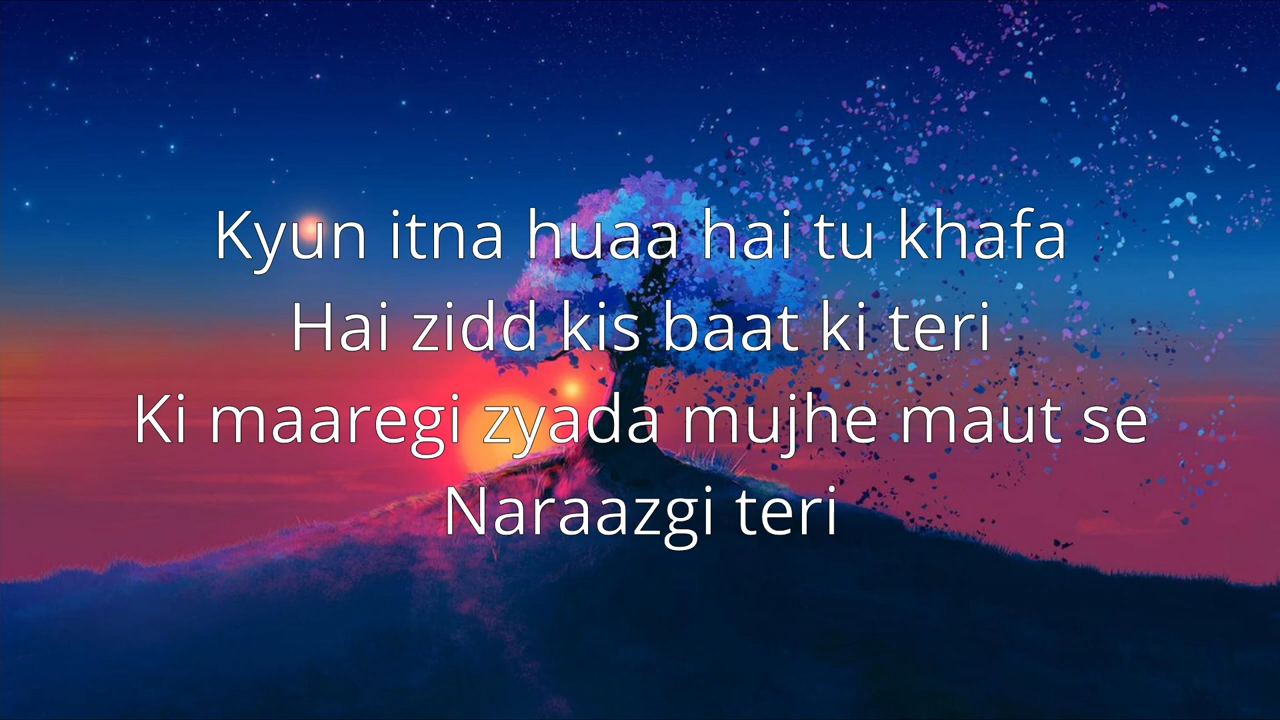 Kyun itna huaa hai tu khafa
Hai zidd kis baat ki teri
Ki maaregi zyada mujhe maut se
Naraazgi teri